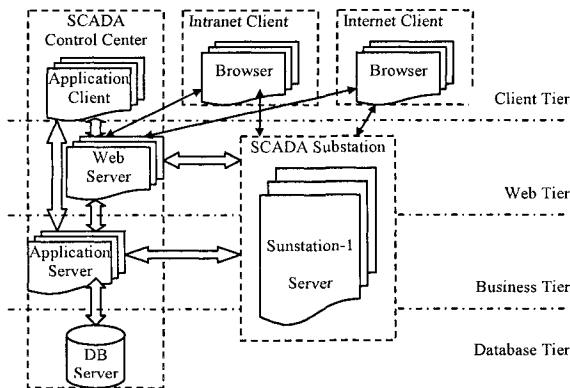 SCADA
Control Center
Intranet Client
Internet Client
Application
Client
Browser
Browser
Client Tier
Web
Server
SCADA Substation
Web Tier
Application
Server
Sunstation-1
Server
Business Tier
DB
Server
Database Tier